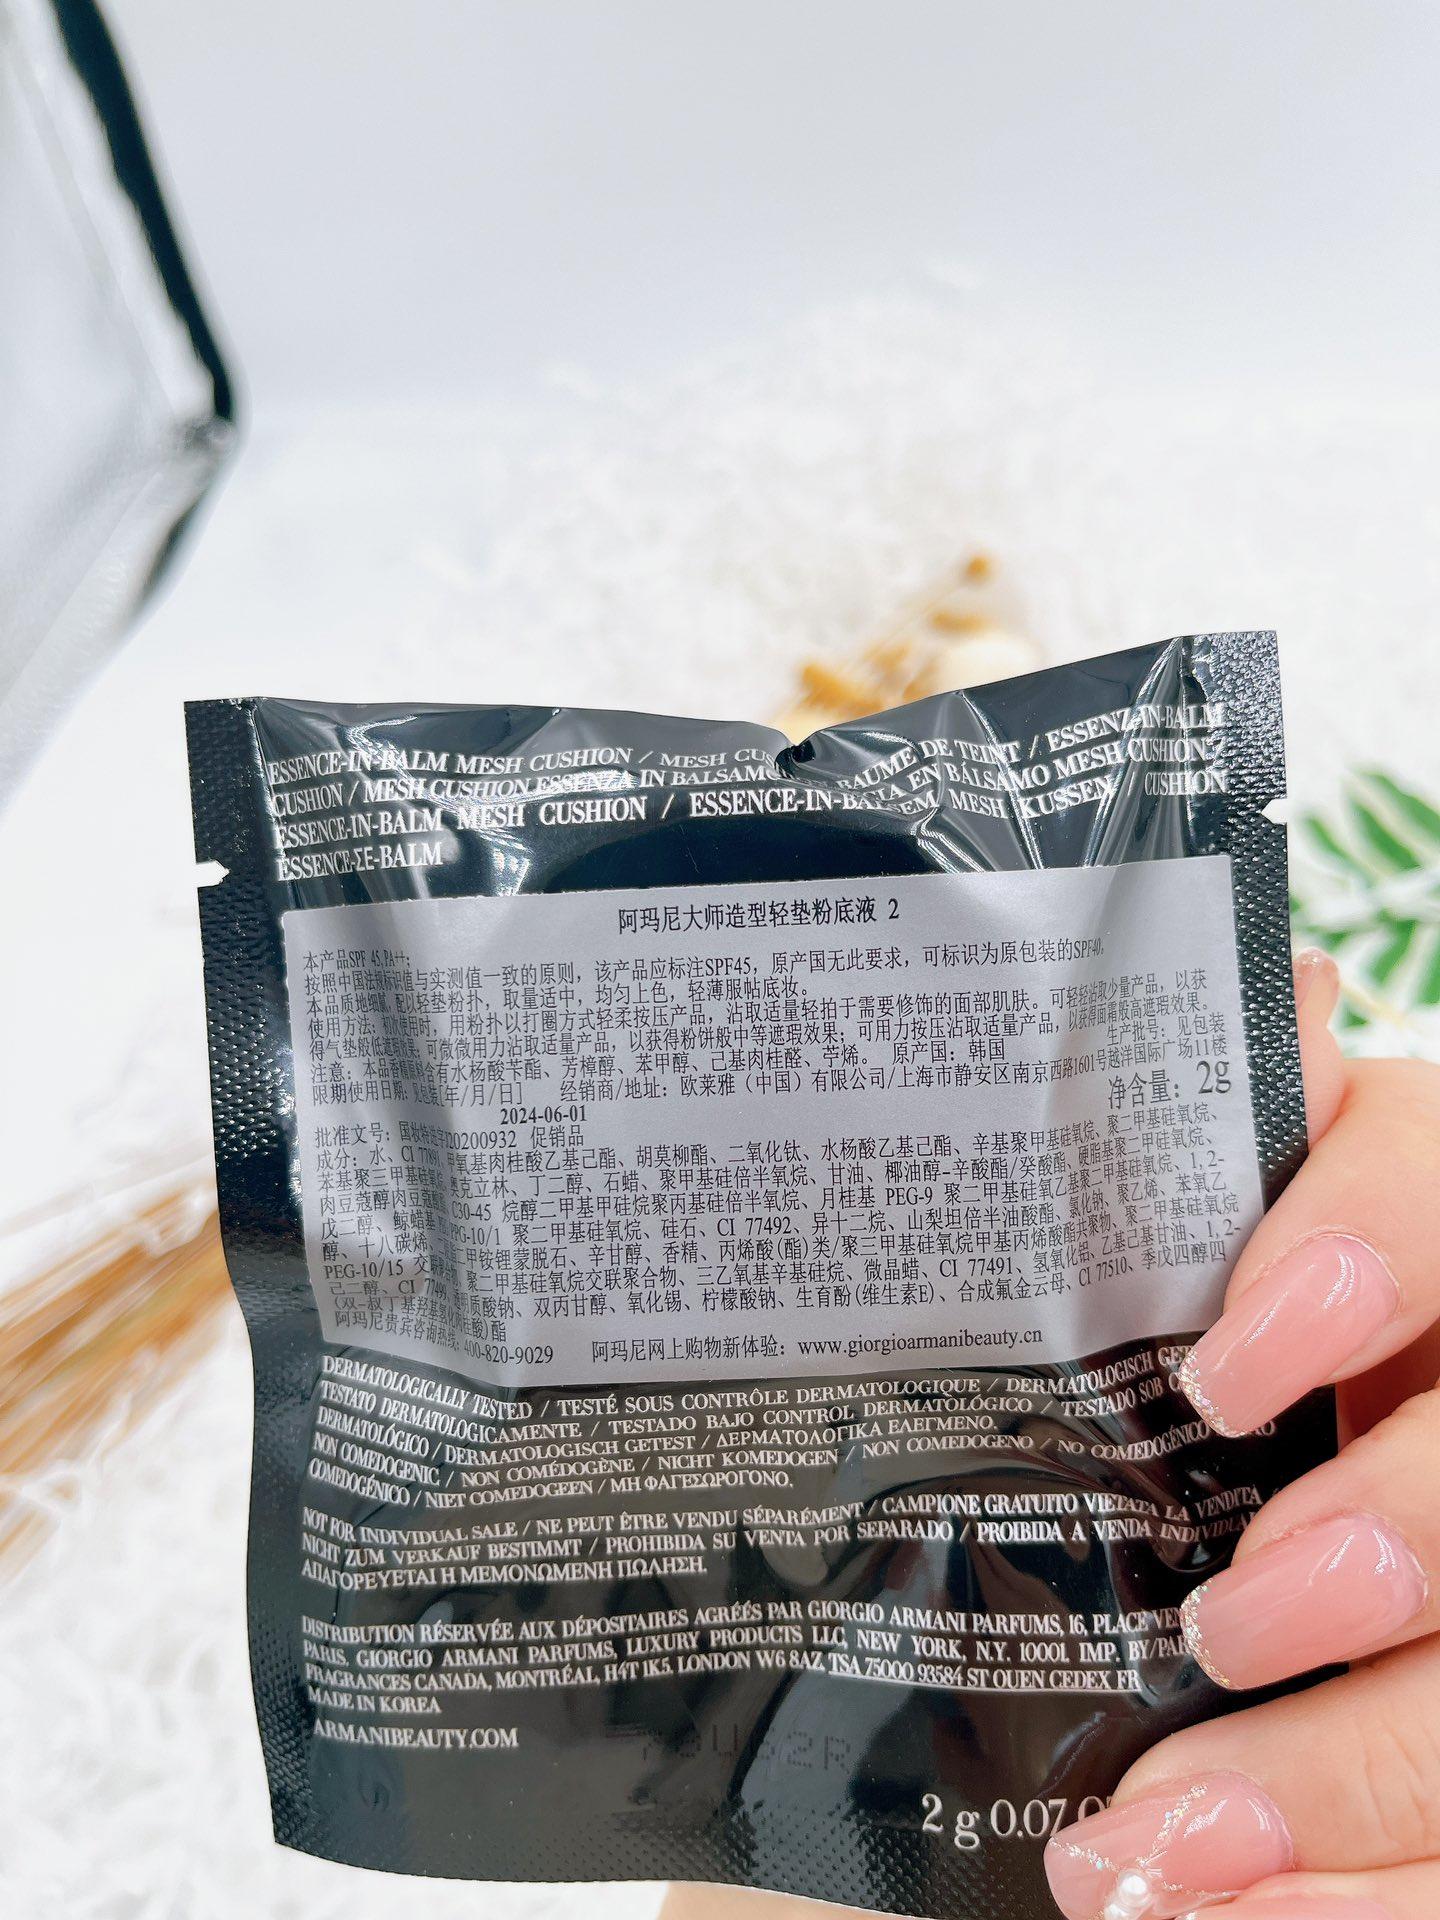 ESSENCE-IN-BALM MESH CUSHION / MESH CUS BAUME DE TEINT / ESSENZ-IN-BALM
CUSHION / MESH CUSHION ESSENZA IN BALSAMO EN BÁLSAMO MESH CUSHION /
ESSENCE-IN-BALM MESH CUSHION / ESSENCE-IN-BA MESH KUSSEN / CUSHION
ESSENCE-ΣΕ-BALM
阿玛尼大师造型轻垫粉底液 2
本产品SPF 45,PA++;
按照中国法规标识值与实测值一致的原则，该产品应标注SPF45，原产国无此要求，可标识为原包装的SPF40。
本品质地细腻，配以轻垫粉扑，取量适中，均匀上色，轻薄服帖底妆。
使用方法：初次使用时，用粉扑以打圈方式轻柔按压产品，沾取适量轻拍于需要修饰的面部肌肤。可轻轻沾取少量产品，以获
得气垫般低遮瑕效果；可微微用力沾取适量产品，以获得粉饼般中等遮瑕效果；可用力按压沾取适量产品，以获得面霜般高遮瑕效果。
注意：本品香精原料含有水杨酸苄酯、芳樟醇、苯甲醇、己基肉桂醛、苧烯。 原产国：韩国 生产批号：见包装
限期使用日期：见包装[年/月/日] 经销商/地址：欧莱雅（中国）有限公司/上海市静安区南京西路1601号越洋国际广场11楼
2024-06-01 净含量：2g
批准文号：国妆特进字J20200932 促销品
成分：水、CI 77891、甲氧基肉桂酸乙基己酯、胡莫柳酯、二氧化钛、水杨酸乙基己酯、辛基聚甲基硅氧烷、聚二甲基硅氧烷、
苯基聚三甲基硅氧烷、奥克立林、丁二醇、石蜡、聚甲基硅倍半氧烷、甘油、椰油醇-辛酸酯/癸酸酯、硬脂基聚二甲硅氧烷、
肉豆蔻醇肉豆蔻酸酯、C30-45 烷醇二甲基甲硅烷聚丙基硅倍半氧烷、月桂基 PEG-9 聚二甲基硅氧乙基聚二甲基硅氧烷、1,2-
戊二醇、鲸蜡基 PEG/PPG-10/1 聚二甲基硅氧烷、硅石、CI 77492、异十二烷、山梨坦倍半油酸酯、氯化钠、聚乙烯、苯氧乙
醇、十八碳烯、二甲铵锂蒙脱石、辛甘醇、香精、丙烯酸(酯)类/聚三甲基硅氧烷甲基丙烯酸酯共聚物、聚二甲基硅氧烷
PEG-10/15 交联聚合物、聚二甲基硅氧烷交联聚合物、三乙氧基辛基硅烷、微晶蜡、CI 77491、氢氧化铝、乙基己基甘油、1,2-
己二醇、CI 77499、透明质酸钠、双丙甘醇、氧化锡、柠檬酸钠、生育酚(维生素E)、合成氟金云母、CI 77510、季戊四醇四
(双-叔丁基羟基氢化肉桂酸)酯
阿玛尼贵宾咨询热线：400-820-9029 阿玛尼网上购物新体验：www.giorgioarmanibeauty.cn
DERMATOLOGICALLY TESTED / TESTÉ SOUS CONTRÔLE DERMATOLOGIQUE / DERMATOLOGISCH GE
TESTATO DERMATOLOGICAMENTE / TESTADO BAJO CONTROL DERMATOLÓGICO / TESTADO SOB
DERMATOLÓGICO / DERMATOLOGISCH GETEST / ΔΕΡΜΑΤΟΛΟΓΙΚΑ ΕΛΕΓΜΕΝΟ.
NON COMEDOGENIC / NON COMÉDOGÈNE / NICHT KOMEDOGEN / NON COMEDOGENO / NO COMEDOGÉNICO
COMEDOGÉNICO / NIET COMEDOGEEN / ΜΗ ΦΑΓΕΣΩΡΟΓΟΝΟ.
NOT FOR INDIVIDUAL SALE / NE PEUT ÊTRE VENDU SÉPARÉMENT / CAMPIONE GRATUITO VIETATA LA VENDITA /
NICHT ZUM VERKAUF BESTIMMT / PROHIBIDA SU VENTA POR SEPARADO / PROIBIDA A VENDA INDIVIDUAL
ΑΠΑΓΟΡΕΥΕΤΑΙ Η ΜΕΜΟΝΩΜΕΝΗ ΠΩΛΗΣΗ.
DISTRIBUTION RÉSERVÉE AUX DÉPOSITAIRES AGRÉÉS PAR GIORGIO ARMANI PARFUMS, 16, PLACE VEN
PARIS. GIORGIO ARMANI PARFUMS, LUXURY PRODUCTS LLC, NEW YORK, N.Y. 10001. IMP. BY/PAR
FRAGRANCES CANADA, MONTRÉAL, H4T 1K5. LONDON W6 8AZ, TSA 75000 93584 ST OUEN CEDEX FR
MADE IN KOREA
ARMANIBEAUTY.COM
2 g 0.07